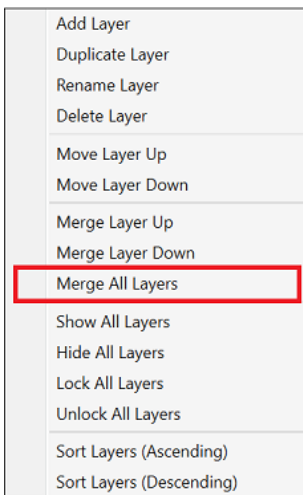 Add Layer
Duplicate Layer
Rename Layer
Delete Layer
Move Layer Up
Move Layer Down
Merge Layer Up
Merge Layer Down
Merge All Layers
Show All Layers
Hide All Layers
Lock All Layers
Unlock All Layers
Sort Layers (Ascending)
Sort Layers (Descending)